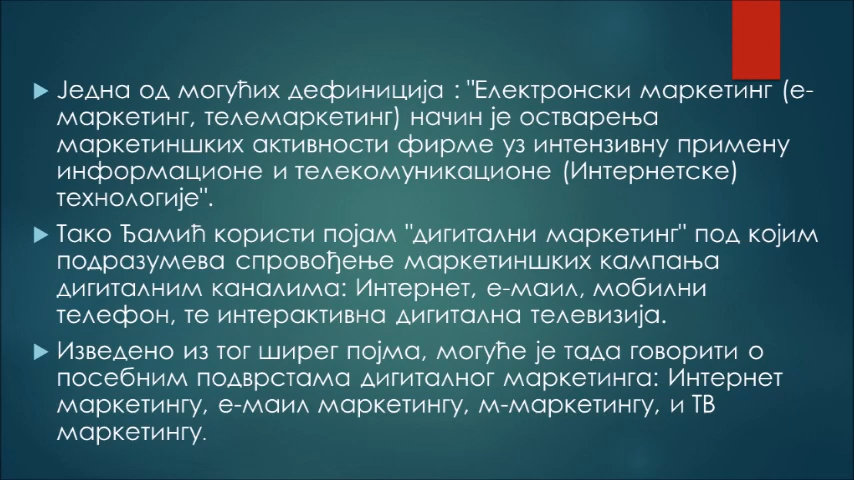 Једна од могућих дефиниција : "Електронски маркетинг (е-
маркетинг, телемаркетинг) начин је остварења
маркетиншких активности фирме уз интензивну примену
информационе и телекомуникационе (Интернетске)
технологије".
Тако Ђамић користи појам "дигитални маркетинг" под којим
подразумева спровођење маркетиншких кампања
дигиталним каналима: Интернет, е-маил, мобилни
телефон, те интерактивна дигитална телевизија.
Изведено из тог ширег појма, могуће је тада говорити о
посебним подврстама дигиталног маркетинга: Интернет
маркетингу, е-маил маркетингу, м-маркетингу, и ТВ
маркетингу.